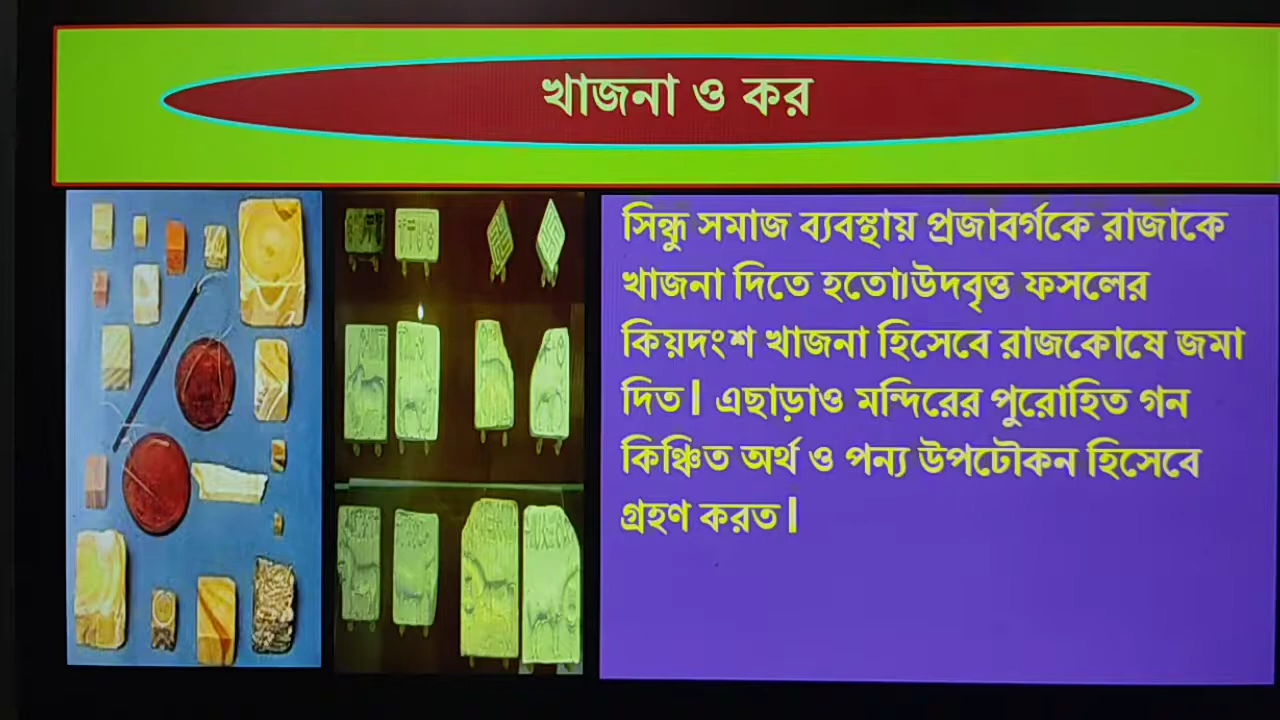 খাজনা ও কর
সিন্ধু সমাজ ব্যবস্থায় প্রজাবর্গকে রাজাকে
খাজনা দিতে হতো।উদবৃত্ত ফসলের
কিয়দংশ খাজনা হিসেবে রাজকোষে জমা
দিত| এছাড়াও মন্দিরের পুরোহিত গন
কিঞ্চিত অর্থ ও পন্য উপঢৌকন হিসেবে
গ্রহণ করত|